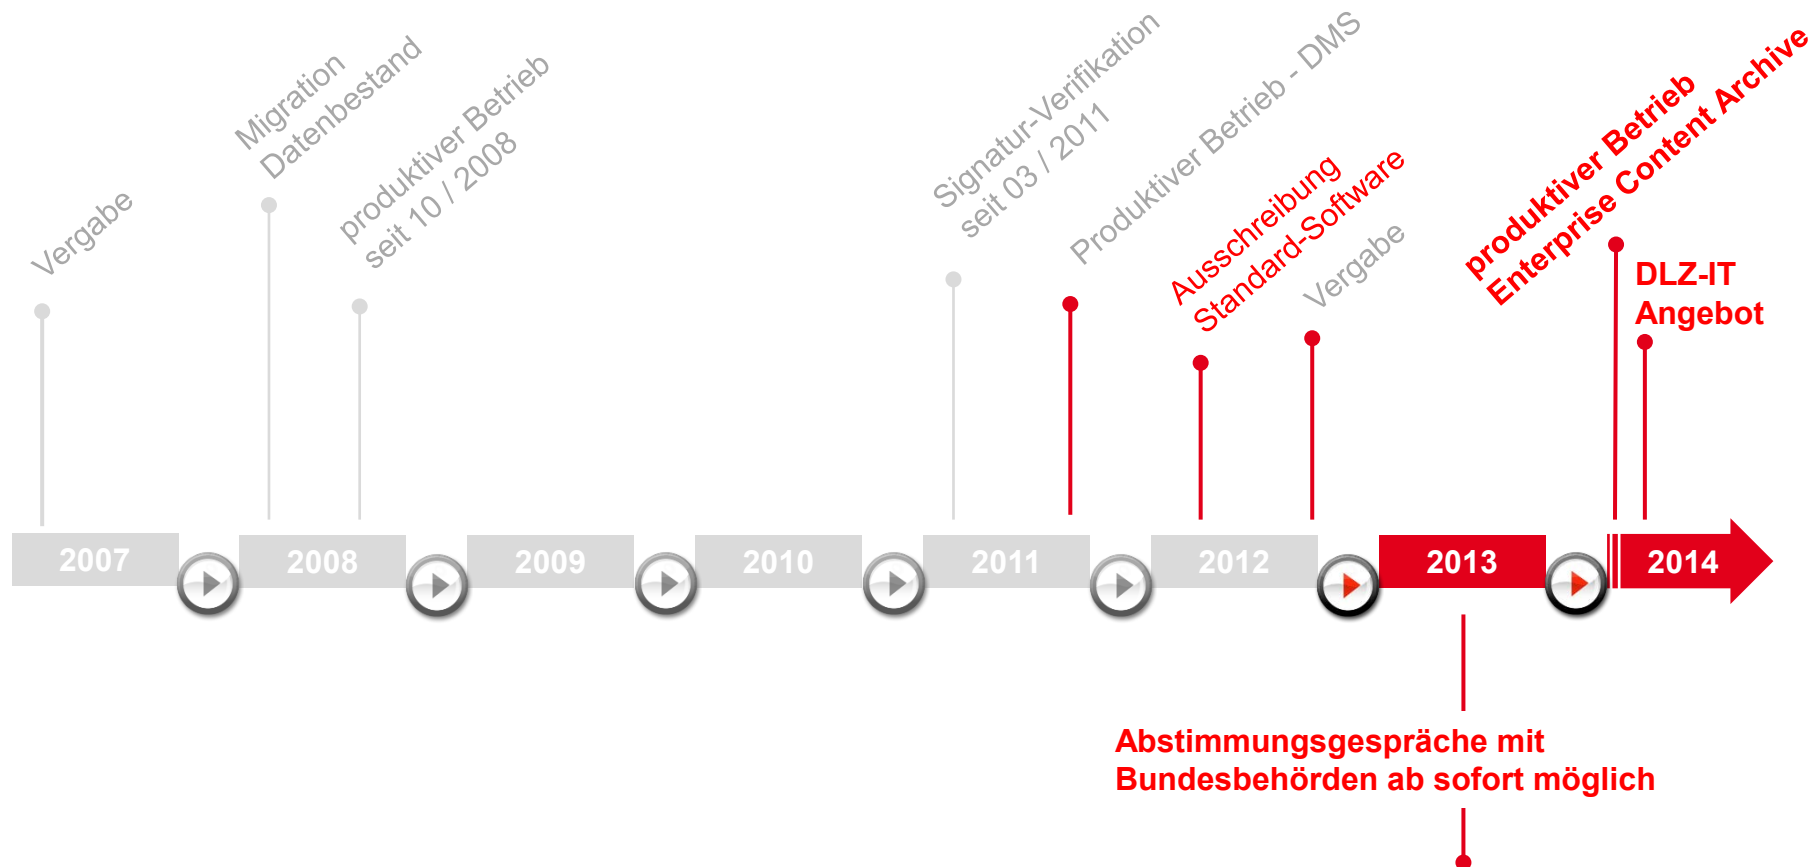 Vergabe
Migration
Datenbestand
produktiver Betrieb
seit 10 / 2008
Signatur-Verifikation
seit 03 / 2011
Produktiver Betrieb - DMS
Ausschreibung
Standard-Software
Vergabe
produktiver Betrieb
Enterprise Content Archive
DLZ-IT
Angebot
2007
2008
2009
2010
2011
2012
2013
2014
Abstimmungsgespräche mit
Bundesbehörden ab sofort möglich